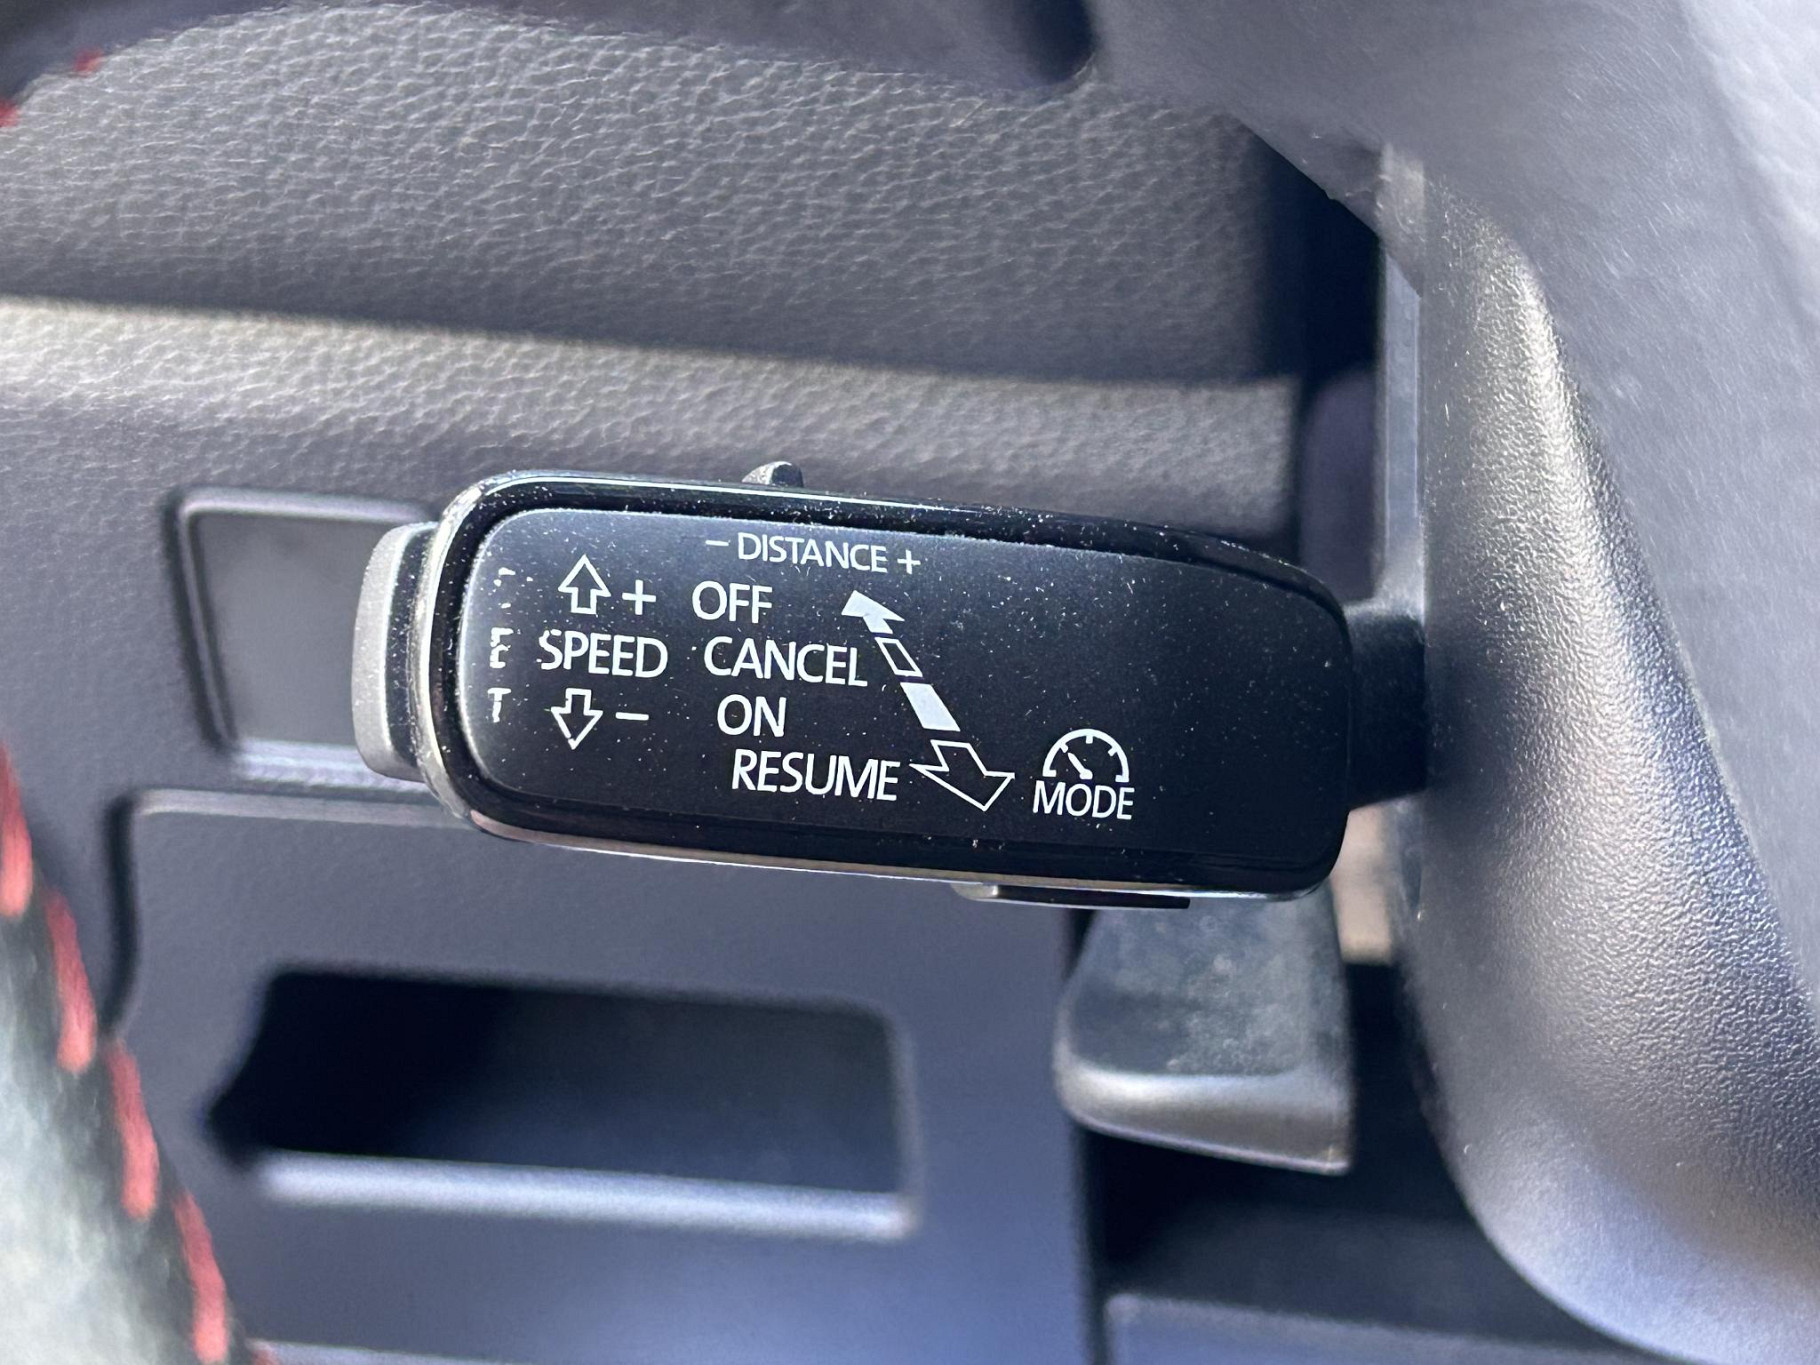 − DISTANCE +
+ OFF
SPEED CANCEL
− ON
RESUME
MODE